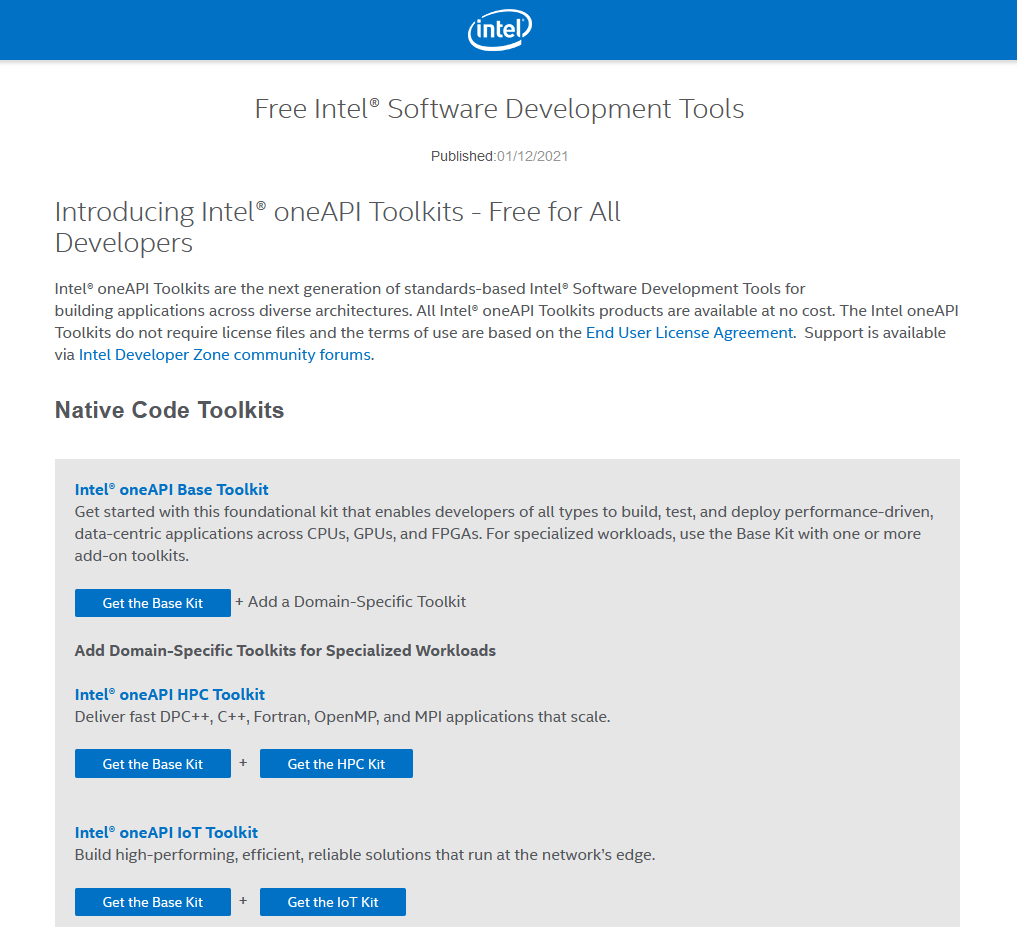 intel
Free Intel® Software Development Tools
Published:01/12/2021
Introducing Intel® oneAPI Toolkits - Free for All
Developers
Intel® oneAPI Toolkits are the next generation of standards-based Intel® Software Development Tools for
building applications across diverse architectures. All Intel® oneAPI Toolkits products are available at no cost. The Intel oneAPI
Toolkits do not require license files and the terms of use are based on the End User License Agreement.  Support is available
via Intel Developer Zone community forums.
Native Code Toolkits
Intel® oneAPI Base Toolkit
Get started with this foundational kit that enables developers of all types to build, test, and deploy performance-driven,
data-centric applications across CPUs, GPUs, and FPGAs. For specialized workloads, use the Base Kit with one or more
add-on toolkits.
Get the Base Kit + Add a Domain-Specific Toolkit
Add Domain-Specific Toolkits for Specialized Workloads
Intel® oneAPI HPC Toolkit
Deliver fast DPC++, C++, Fortran, OpenMP, and MPI applications that scale.
Get the Base Kit + Get the HPC Kit
Intel® oneAPI IoT Toolkit
Build high-performing, efficient, reliable solutions that run at the network's edge.
Get the Base Kit + Get the IoT Kit